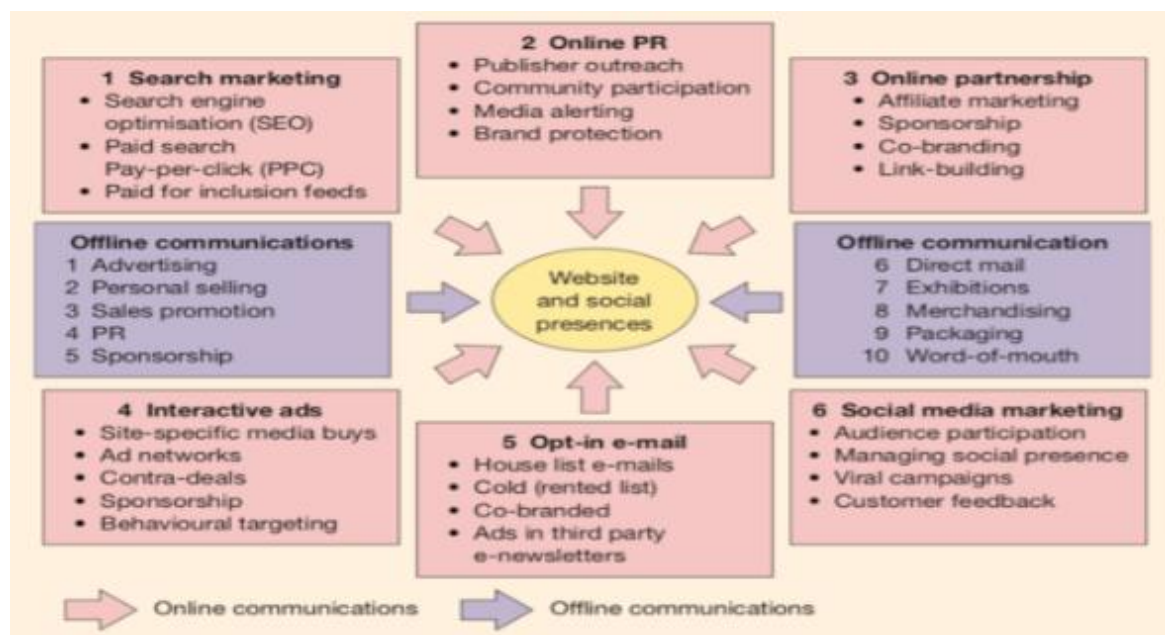 1 Search marketing
• Search engine
optimisation (SEO)
• Paid search
Pay-per-click (PPC)
• Paid for inclusion feeds
2 Online PR
• Publisher outreach
• Community participation
• Media alerting
• Brand protection
3 Online partnership
• Affiliate marketing
• Sponsorship
• Co-branding
• Link-building
Offline communications
1 Advertising
2 Personal selling
3 Sales promotion
4 PR
5 Sponsorship
Website
and social
presences
Offline communication
6 Direct mail
7 Exhibitions
8 Merchandising
9 Packaging
10 Word-of-mouth
4 Interactive ads
• Site-specific media buys
• Ad networks
• Contra-deals
• Sponsorship
• Behavioural targeting
5 Opt-in e-mail
• House list e-mails
• Cold (rented list)
• Co-branded
• Ads in third party
e-newsletters
6 Social media marketing
• Audience participation
• Managing social presence
• Viral campaigns
• Customer feedback
Online communications
Offline communications